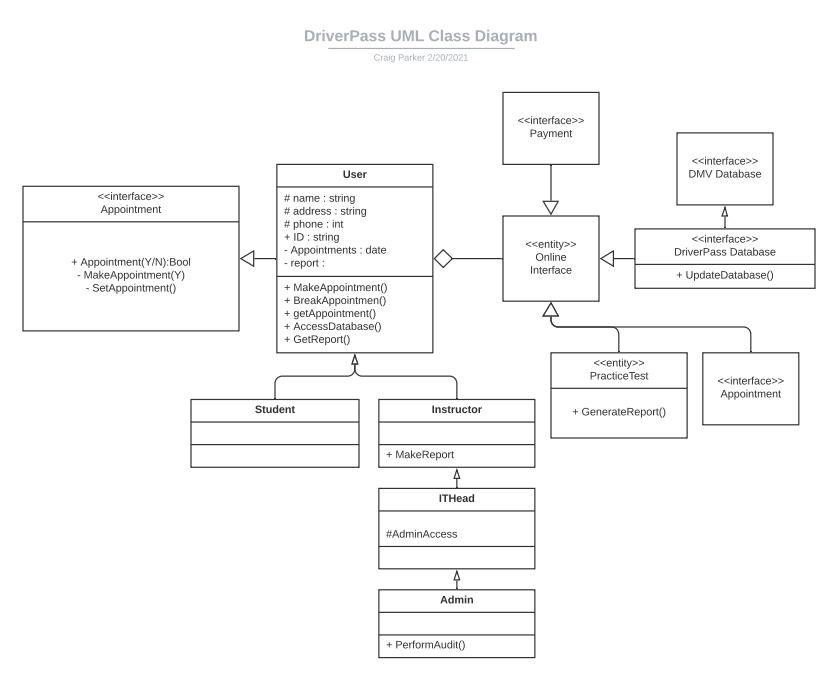 DriverPass UML Class Diagram
Craig Parker 2/20/2021
<<interface>>
Payment
<<interface>>
DMV Database
User
# name : string
# address : string
# phone : int
+ ID : string
- Appointments : date
- report :
+ MakeAppointment()
+ BreakAppointmen()
+ getAppointment()
+ AccessDatabase()
+ GetReport()
<<interface>>
Appointment
+ Appointment(Y/N):Bool
- MakeAppointment(Y)
- SetAppointment()
<<entity>>
Online
Interface
<<interface>>
DriverPass Database
+ UpdateDatabase()
<<entity>>
PracticeTest
+ GenerateReport()
<<interface>>
Appointment
Student
Instructor
+ MakeReport
ITHead
#AdminAccess
Admin
+ PerformAudit()